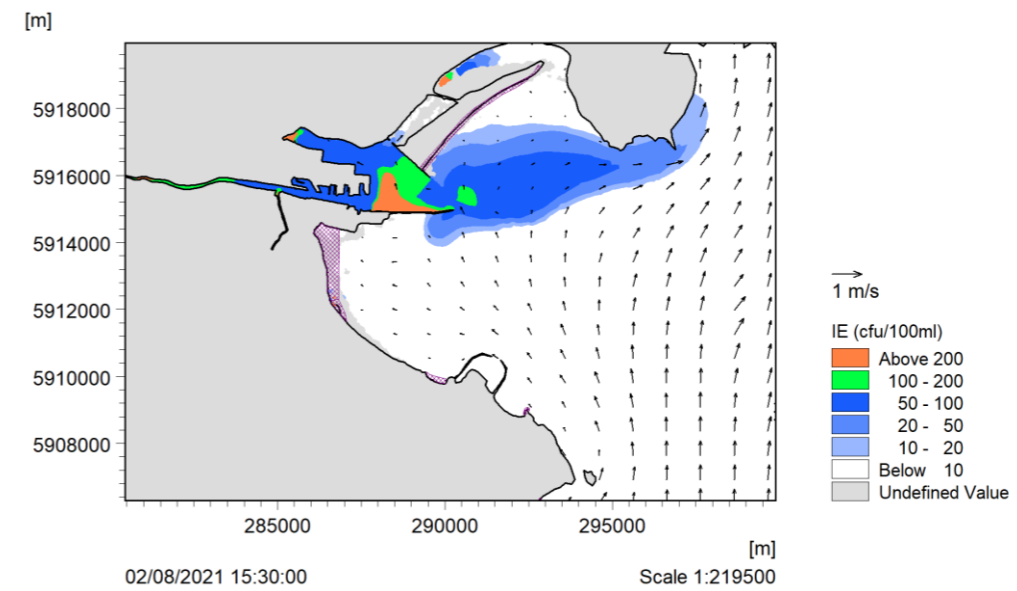 [m]
5918000
5916000
5914000
5912000
5910000
5908000
285000 290000 295000
[m]
02/08/2021 15:30:00 Scale 1:219500
1 m/s
IE (cfu/100ml)
Above 200
100 - 200
50 - 100
20 - 50
10 - 20
Below 10
Undefined Value